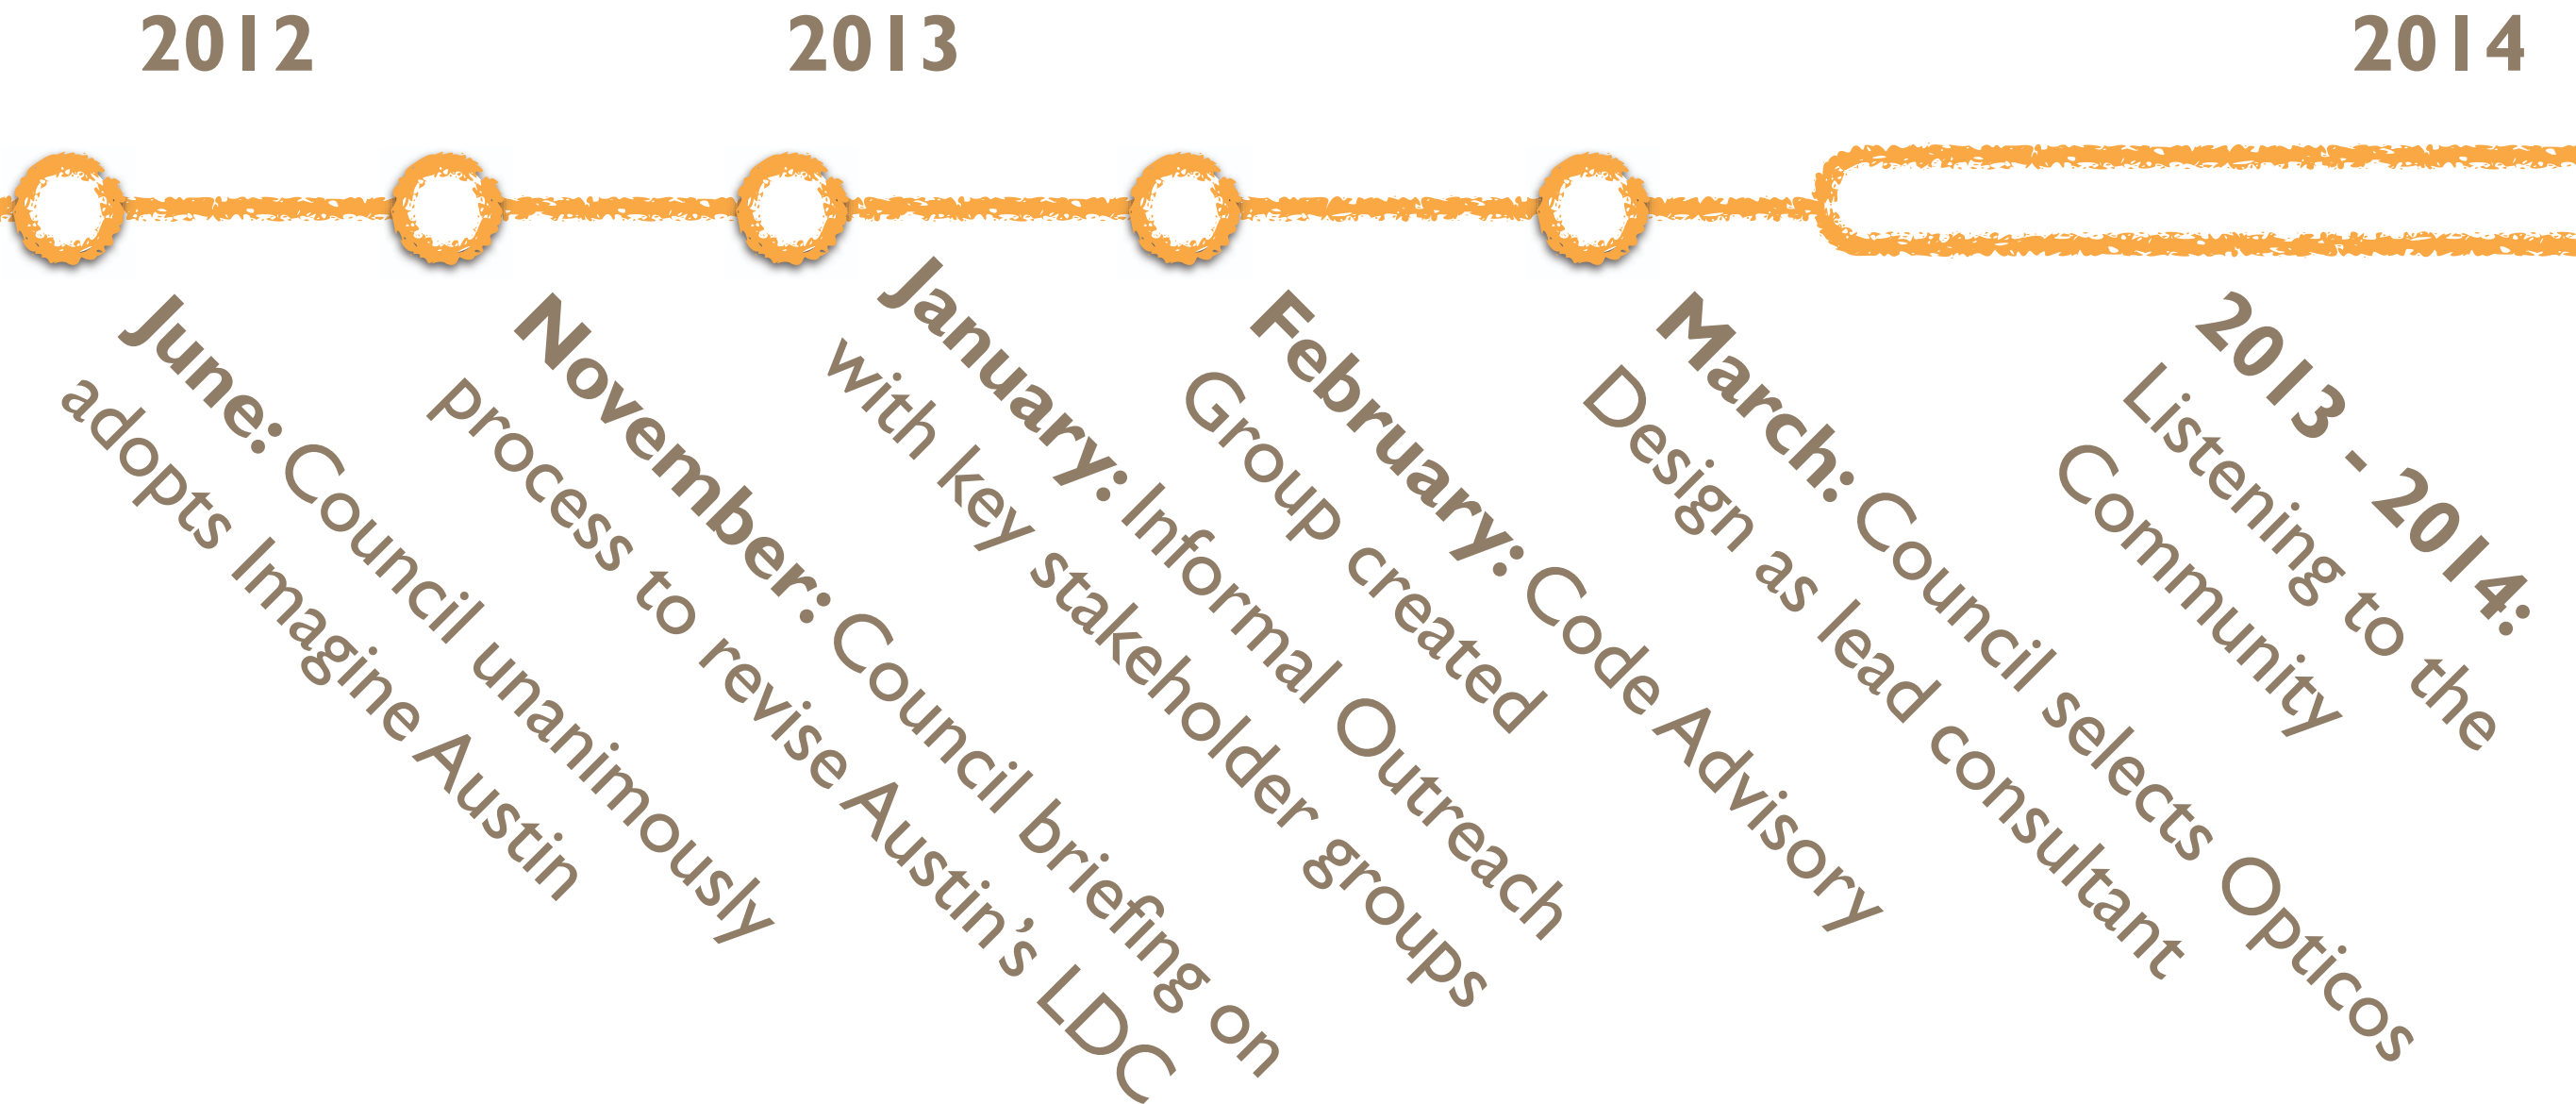 2012
2013
2014
June: Council unanimously
adopts Imagine Austin
November: Council briefing on
process to revise Austin’s LDC
January: Informal Outreach
with key stakeholder groups
February: Code Advisory
Group created
March: Council selects Opticos
Design as lead consultant
2013 - 2014:
Listening to the
Community